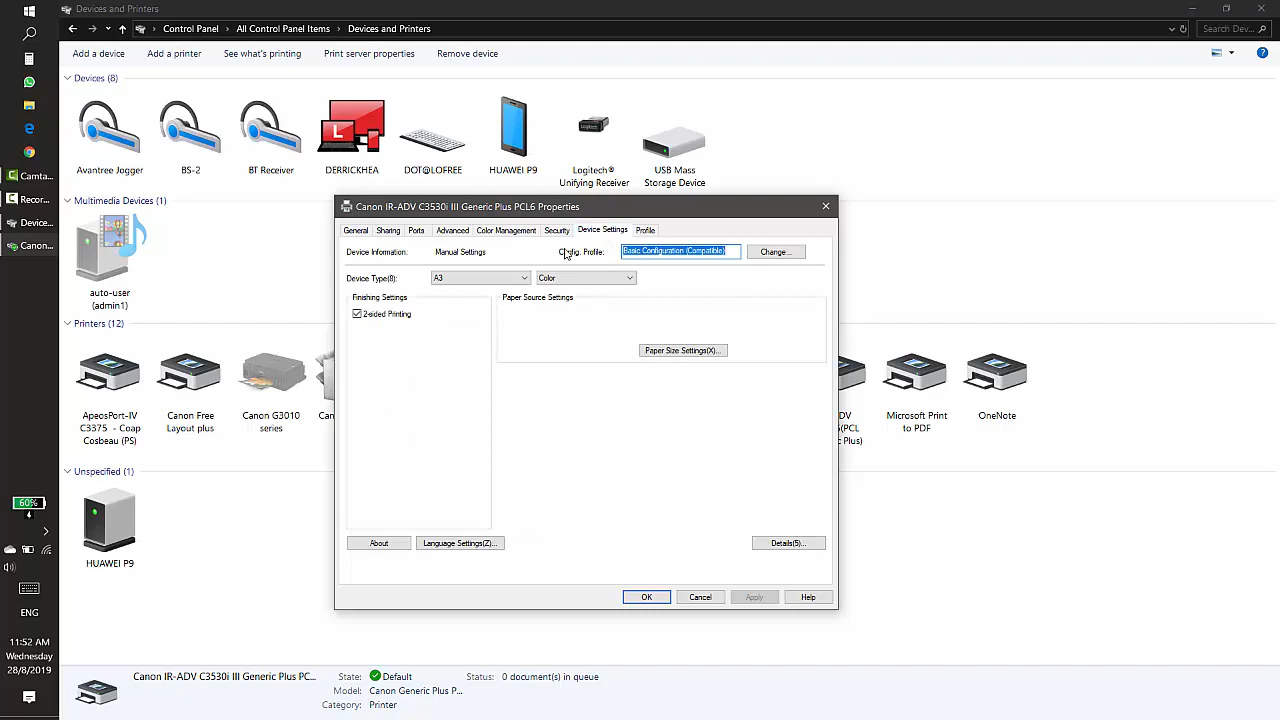 Devices and Printers
Control Panel > All Control Panel Items > Devices and Printers
Search Dev...
Add a device
Add a printer
See what's printing
Print server properties
Remove device
Devices (8)
L
Avantree Jogger
BS-2
BT Receiver
DERRICKHEA
DOT@LOFREE
HUAWEI P9
Logitech®
Unifying Receiver
USB Mass
Storage Device
Multimedia Devices (1)
auto-user
(admin1)
Printers (12)
ApeosPort-IV
C3375 - Coap
Cosbeau (PS)
Canon Free
Layout plus
Canon G3010
series
Microsoft Print
to PDF
OneNote
Unspecified (1)
HUAWEI P9
Canon IR-ADV C3530i III Generic Plus PCL6 Properties
General
Sharing
Ports
Advanced
Color Management
Security
Device Settings
Profile
Device Information:
Manual Settings
Config. Profile:
Basic Configuration (Compatible)
Change...
Device Type(8):
A3
Color
Finishing Settings
2-sided Printing
Paper Source Settings
Paper Size Settings(X)...
About
Language Settings(Z)...
Details(5)...
OK
Cancel
Apply
Help
Canon IR-ADV C3530i III Generic Plus PC...
State:
Default
Status:
0 document(s) in queue
Model:
Canon Generic Plus P...
Category:
Printer
Camta...
Recor...
Device...
Canon...
60%
ENG
11:52 AM
Wednesday
28/8/2019